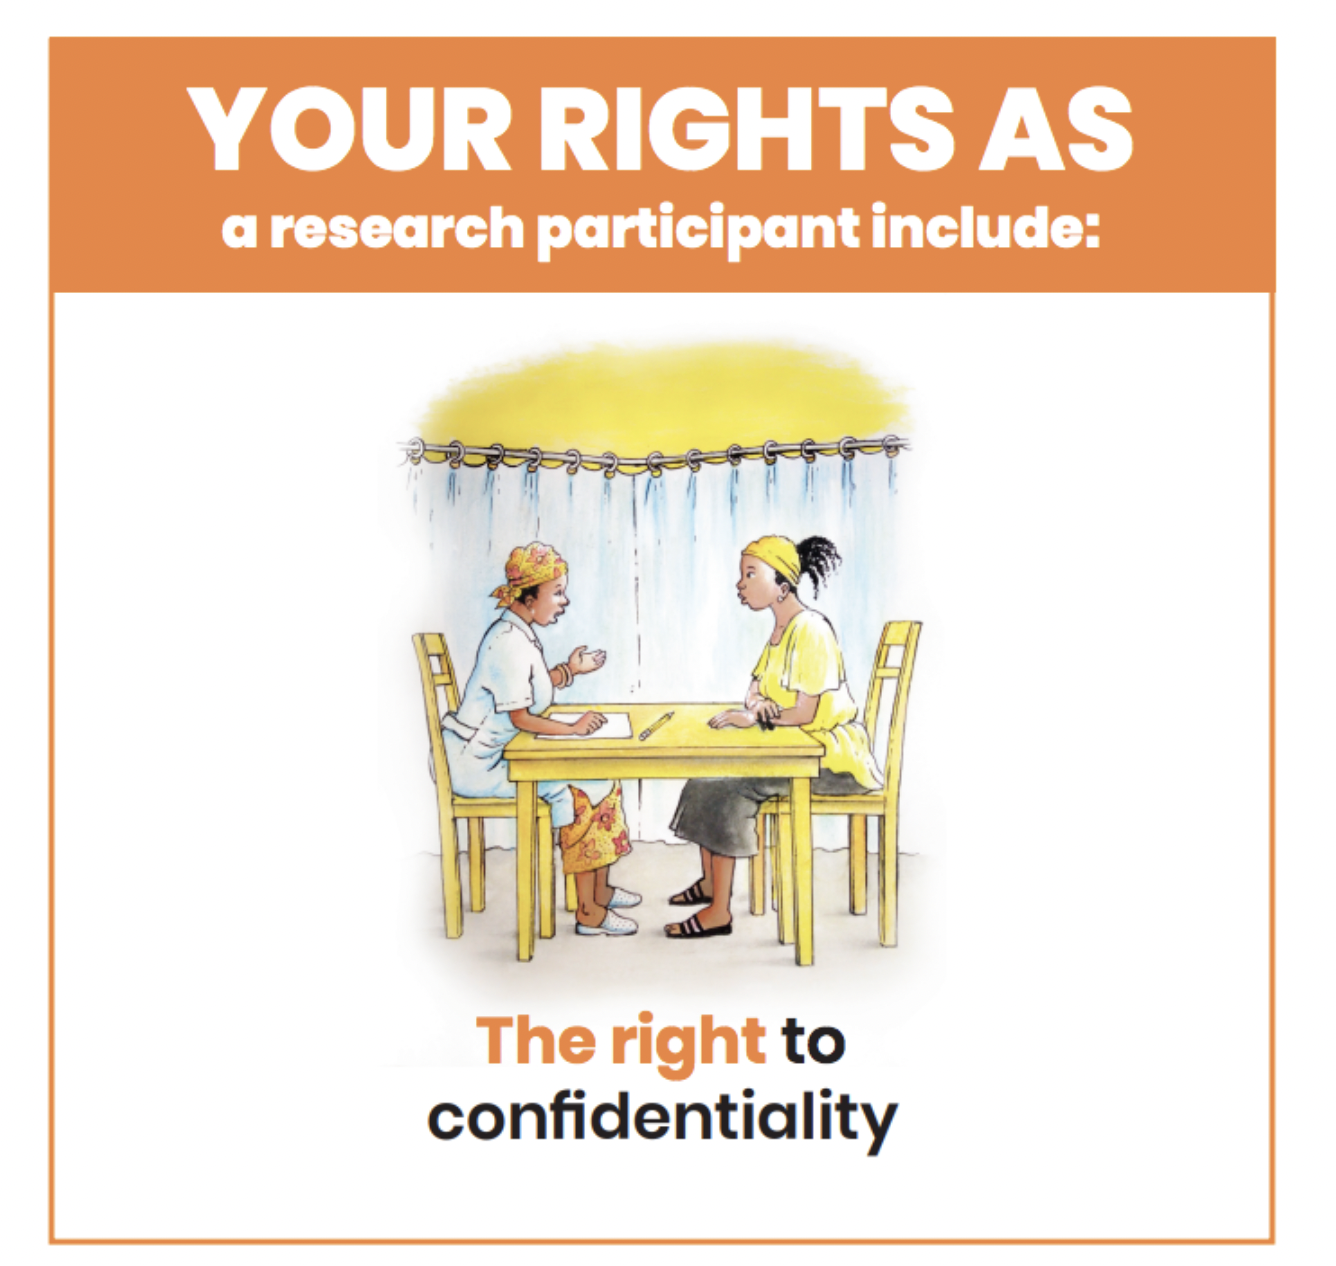 YOUR RIGHTS AS
a research participant include:
The right to
confidentiality